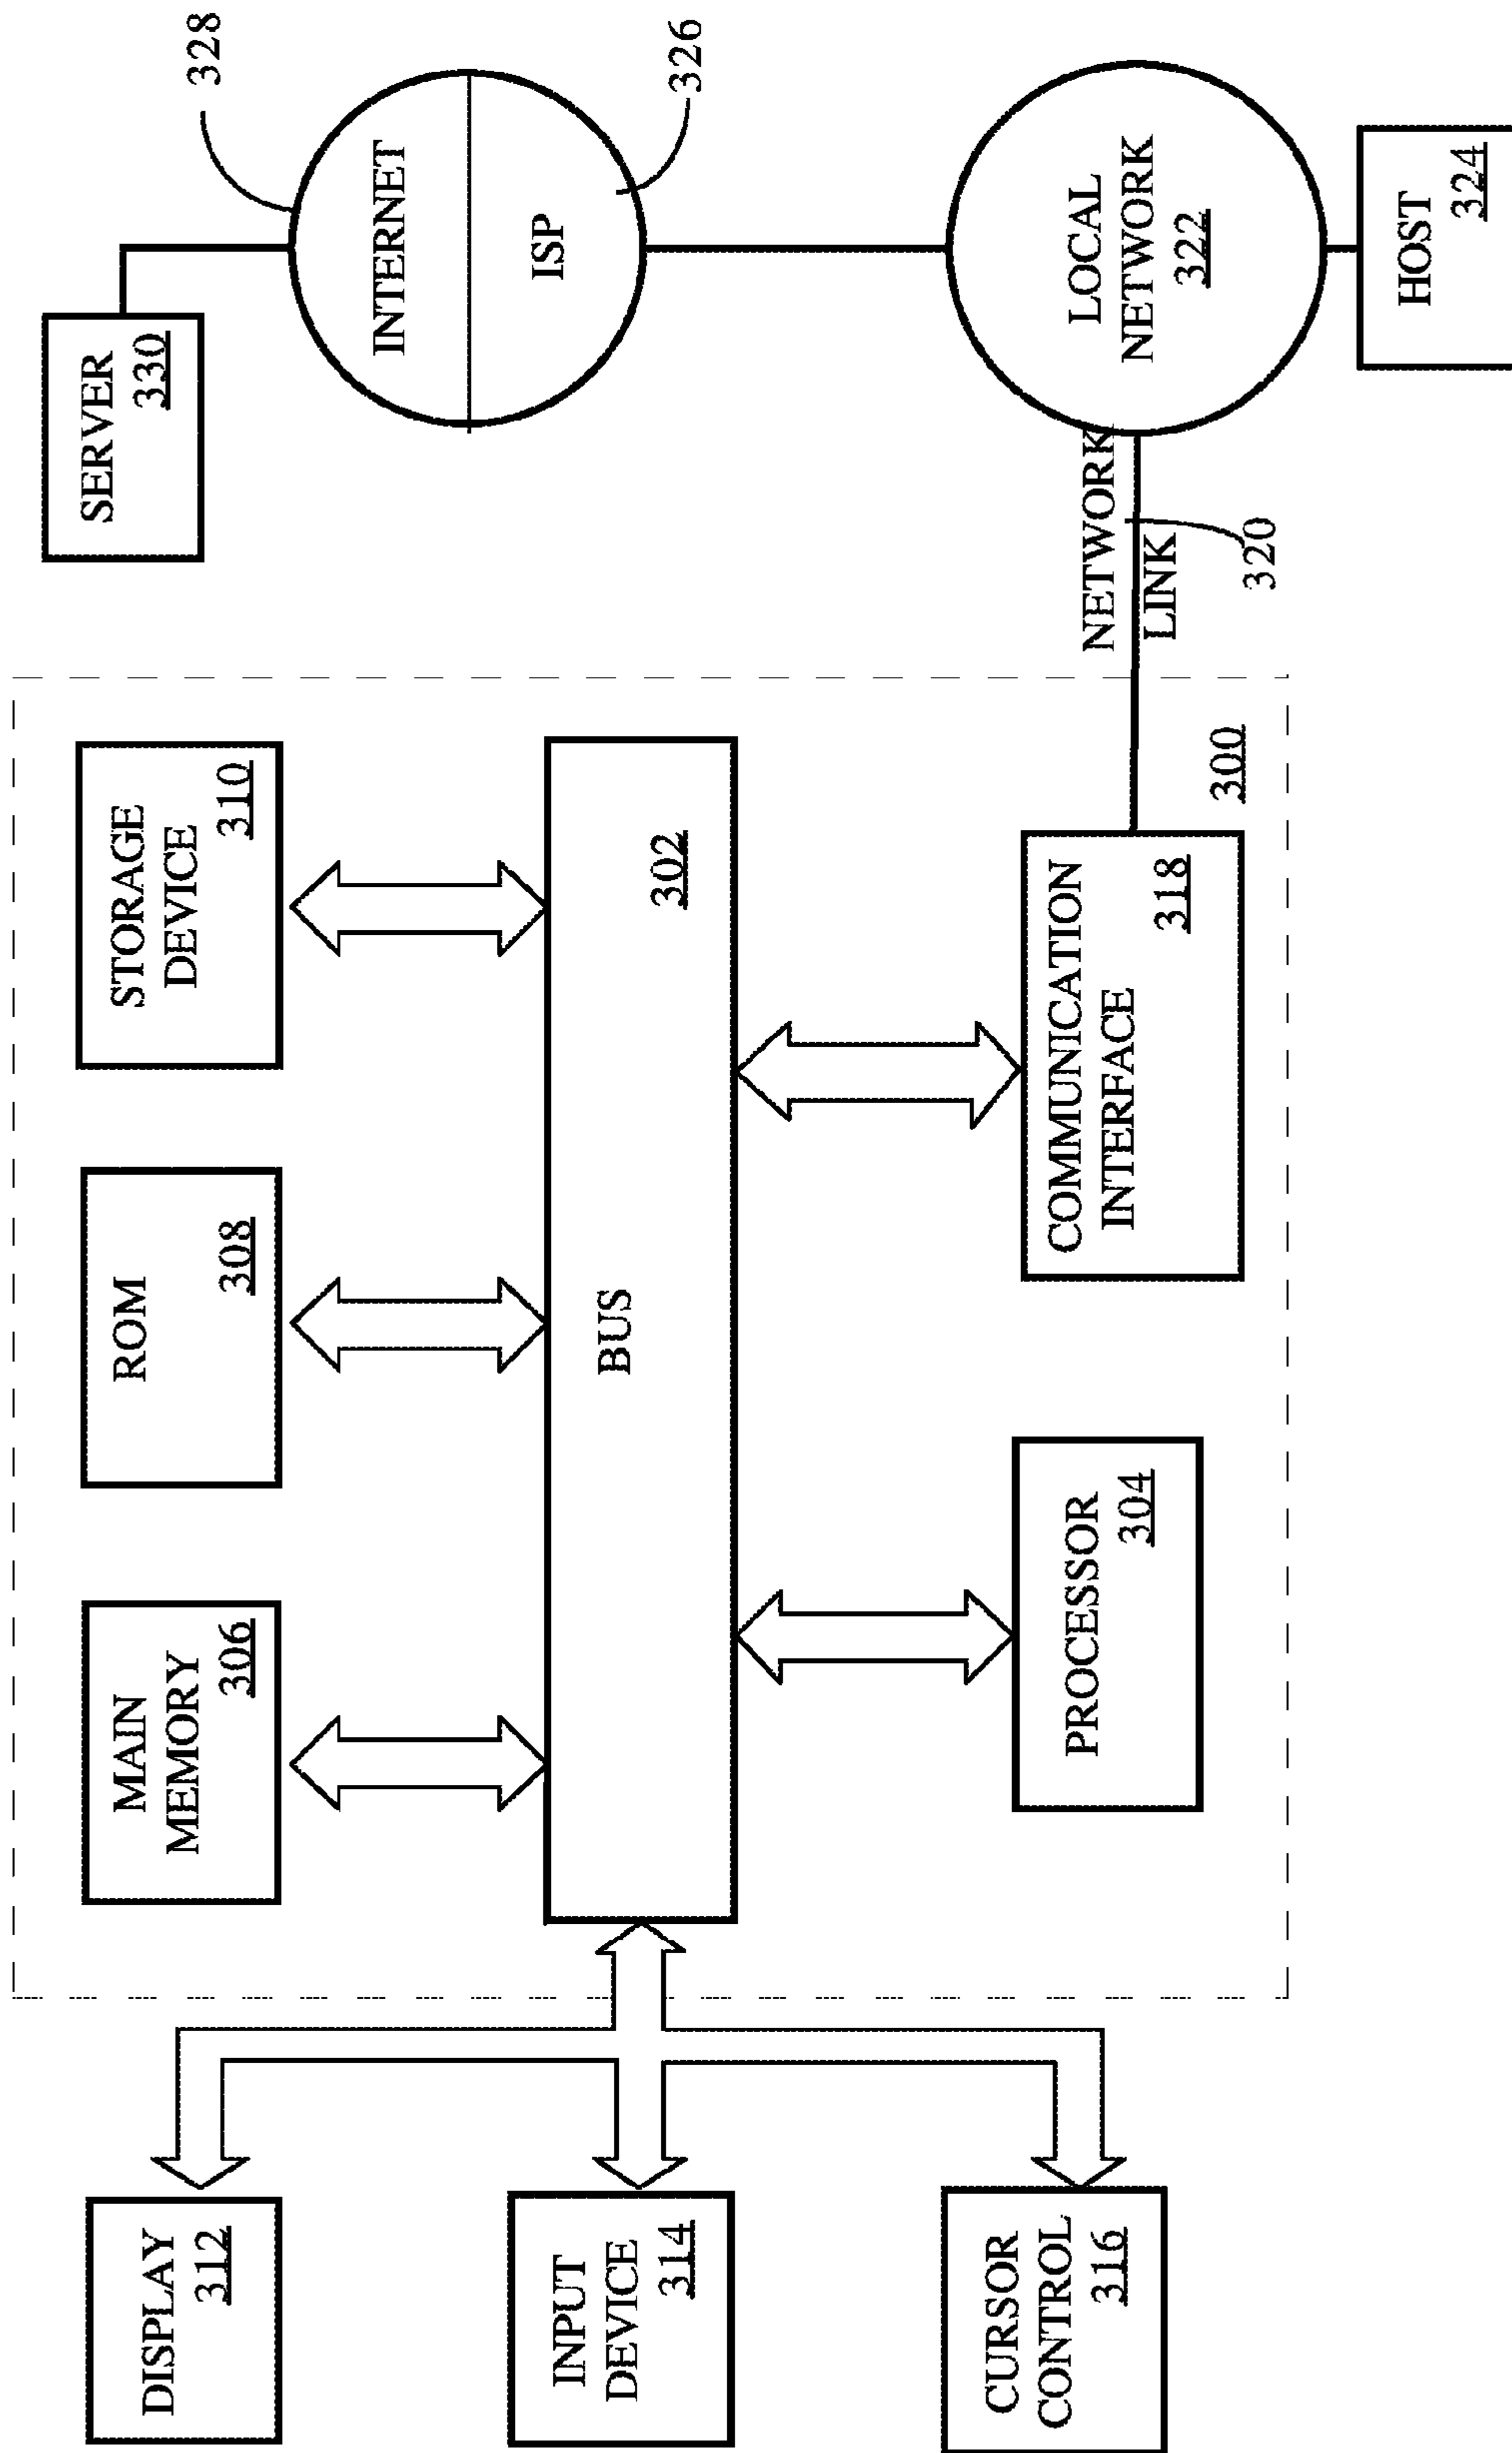 DISPLAY
312
INPUT
DEVICE
314
CURSOR
CONTROL
316
MAIN
MEMORY
306
ROM
308
STORAGE
DEVICE
310
BUS
302
PROCESSOR
304
COMMUNICATION
INTERFACE
318
300
SERVER
330
328
INTERNET
ISP
326
NETWORK
LINK
320
LOCAL
NETWORK
322
HOST
324